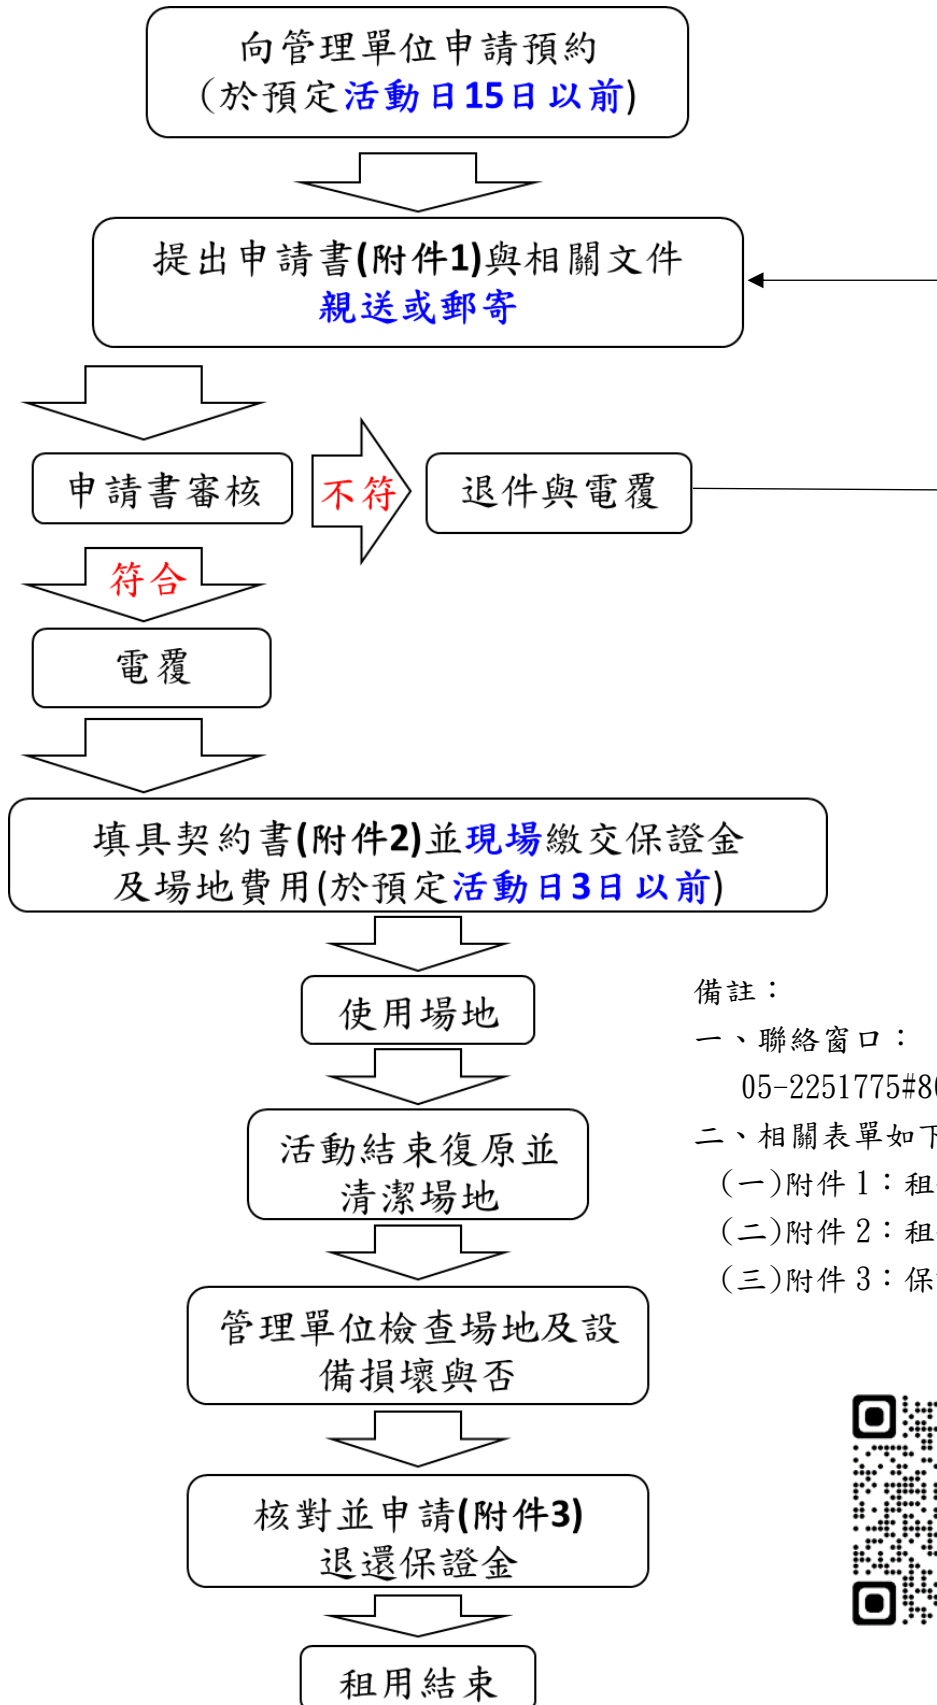 向管理單位申請預約
(於預定活動日15日以前)
提出申請書(附件1)與相關文件
親送或郵寄
申請書審核
不符
退件與電覆
符合
電覆
填具契約書(附件2)並現場繳交保證金
及場地費用(於預定活動日3日以前)
使用場地
活動結束復原並
清潔場地
管理單位檢查場地及設
備損壞與否
核對並申請(附件3)
退還保證金
租用結束
備註：
一、聯絡窗口：
05-2251775#8
二、相關表單如下
(一)附件1：租
(二)附件2：租
(三)附件3：保